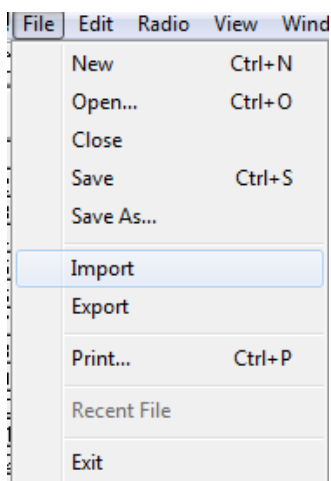 File Edit Radio View Wind
New Ctrl+N
Open... Ctrl+O
Close
Save Ctrl+S
Save As...
Import
Export
Print... Ctrl+P
Recent File
Exit